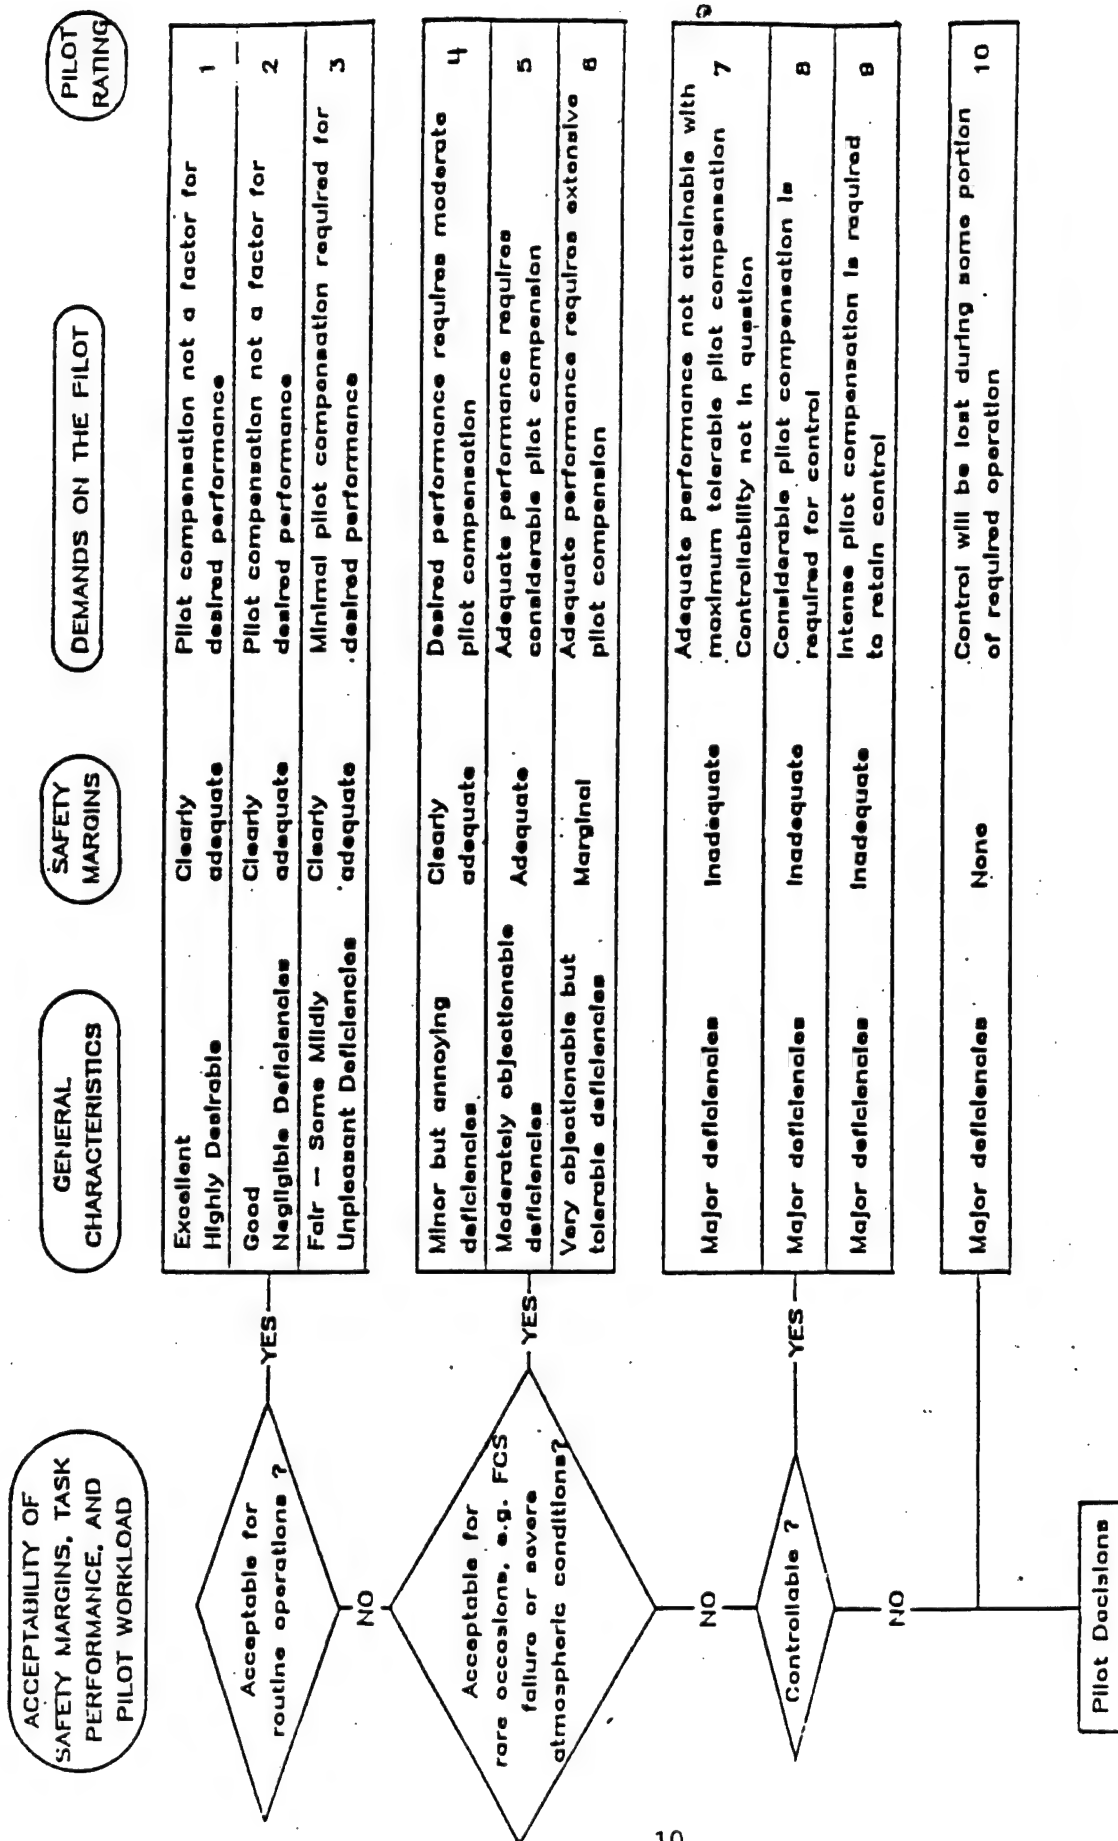 ACCEPTABILITY OF
SAFETY MARGINS, TASK
PERFORMANCE, AND
PILOT WORKLOAD
GENERAL
CHARACTERISTICS
SAFETY
MARGINS
DEMANDS ON THE PILOT
PILOT
RATING
Acceptable for
routine operations ?
YES
NO
Excellent
Highly Desirable
Clearly
adequate
Pilot compensation not a factor for
desired performance
1
Good
Negligible Deficiencies
Clearly
adequate
Pilot compensation not a factor for
desired performance
2
Fair — Some Mildly
Unpleasant Deficiencies
Clearly
adequate
Minimal pilot compensation required for
desired performance
3
Acceptable for
rare occasions, e.g. FCS
failure or severe
atmospheric conditions?
YES
NO
Minor but annoying
deficiencies
Clearly
adequate
Desired performance requires moderate
pilot compensation
4
Moderately objectionable
deficiencies
Adequate
Adequate performance requires
considerable pilot compension
5
Very objectionable but
tolerable deficiencies
Marginal
Adequate performance requires extensive
pilot compension
6
Controllable ?
YES
NO
Major deficiencies
Inadequate
Adequate performance not attainable with
maximum tolerable pilot compensation
Controllability not in question
7
Major deficiencies
Inadequate
Considerable pilot compensation is
required for control
8
Major deficiencies
Inadequate
Intense pilot compensation is required
to retain control
9
Major deficiencies
None
Control will be lost during some portion
of required operation
10
Pilot Decisions
10